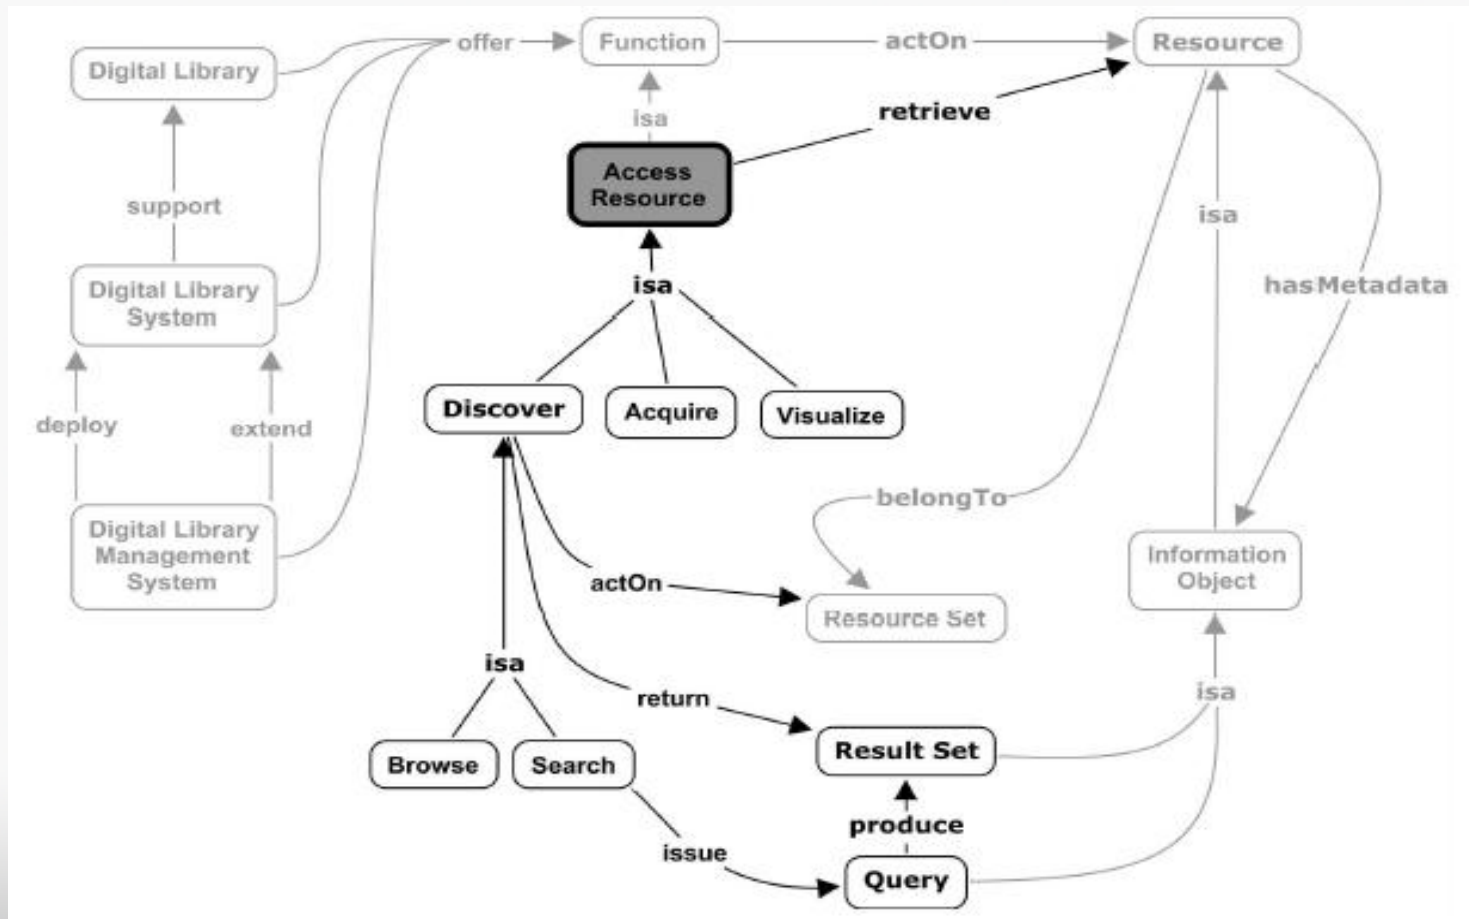 offer
Function
actOn
Resource
Digital Library
retrieve
isa
Access
Resource
support
isa
Digital Library
System
isa
hasMetadata
Discover
Acquire
Visualize
deploy
extend
belongTo
Digital Library
Management
System
Information
Object
actOn
Resource Set
isa
return
isa
Browse
Search
Result Set
produce
issue
Query